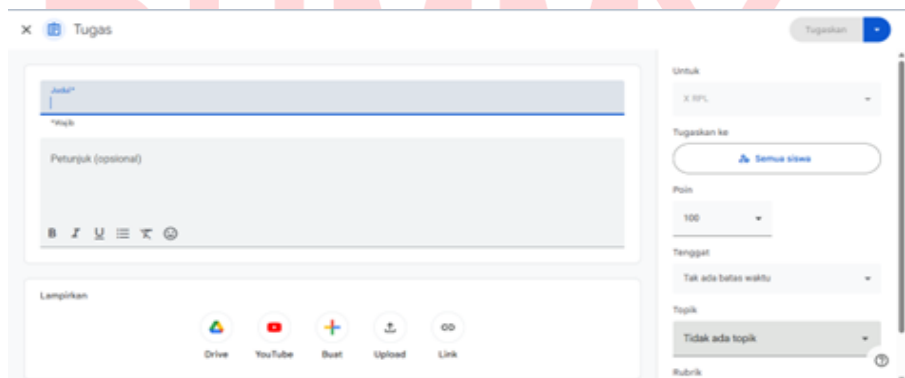 Tugas
Tugaskan
Judul*
*Wajib
Petunjuk (opsional)
B I U
Lampirkan
Drive YouTube Buat Upload Link
Untuk
X RPL
Tugaskan ke
Semua siswa
Poin
100
Tenggat
Tak ada batas waktu
Topik
Tidak ada topik
Rubrik